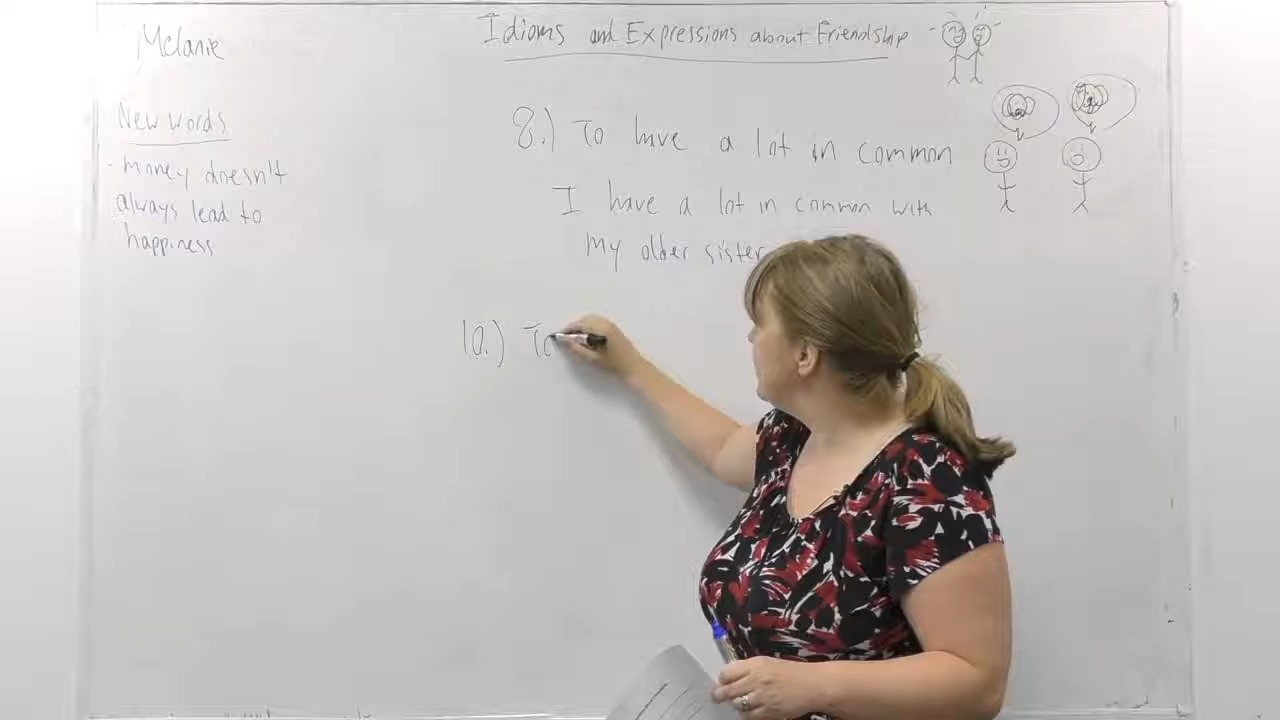 Melanie
Idioms and Expressions about Friendship
New words
- money doesn't
always lead to
happiness
8.) To have a lot in common
I have a lot in common with
my older sister
10.) To